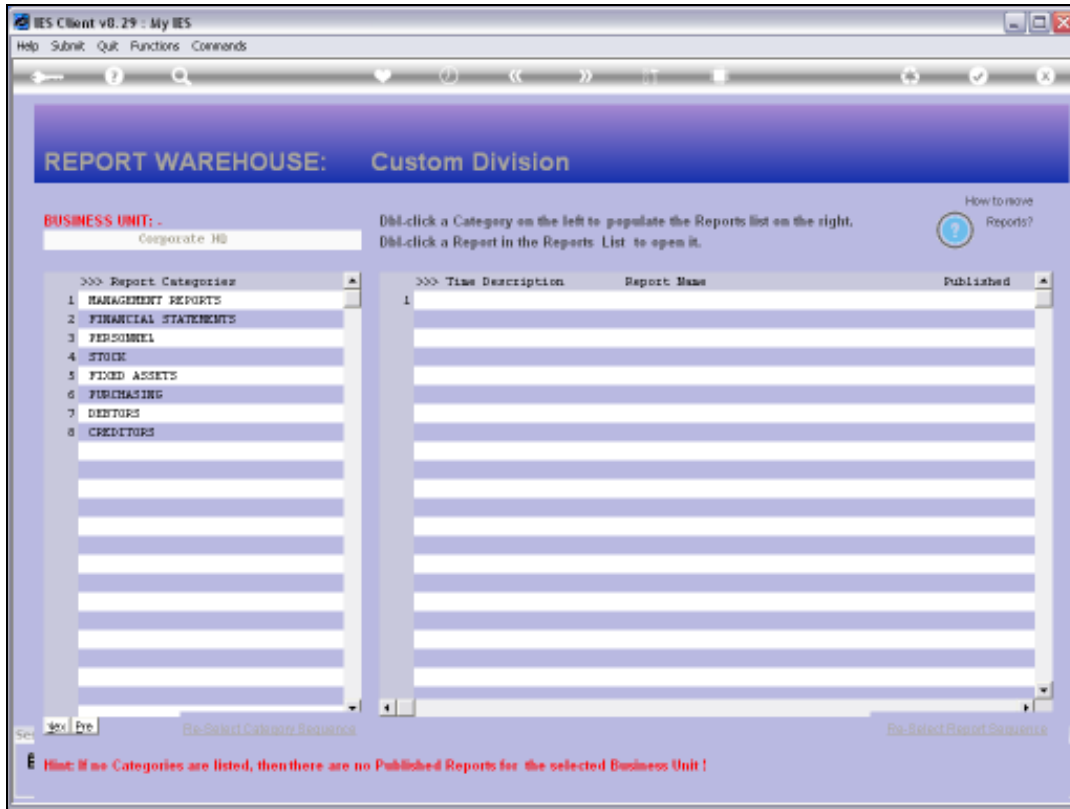 IES Client v8.29 : My IES
Help Submit Quit Functions Commands
REPORT WAREHOUSE: Custom Division
How to move
Reports?
BUSINESS UNIT: -
Corporate HQ
Dbl-click a Category on the left to populate the Reports list on the right.
Dbl-click a Report in the Reports List to open it.
>>> Report Categories
1 MANAGEMENT REPORTS
2 FINANCIAL STATEMENTS
3 PERSONNEL
4 STOCK
5 FIXED ASSETS
6 PURCHASING
7 DEBTORS
8 CREDITORS
>>> Time Description Report Name Published
1
Pre
Re-Select Category Sequence
Re-Select Report Sequence
Hint: If no Categories are listed, then there are no Published Reports for the selected Business Unit !